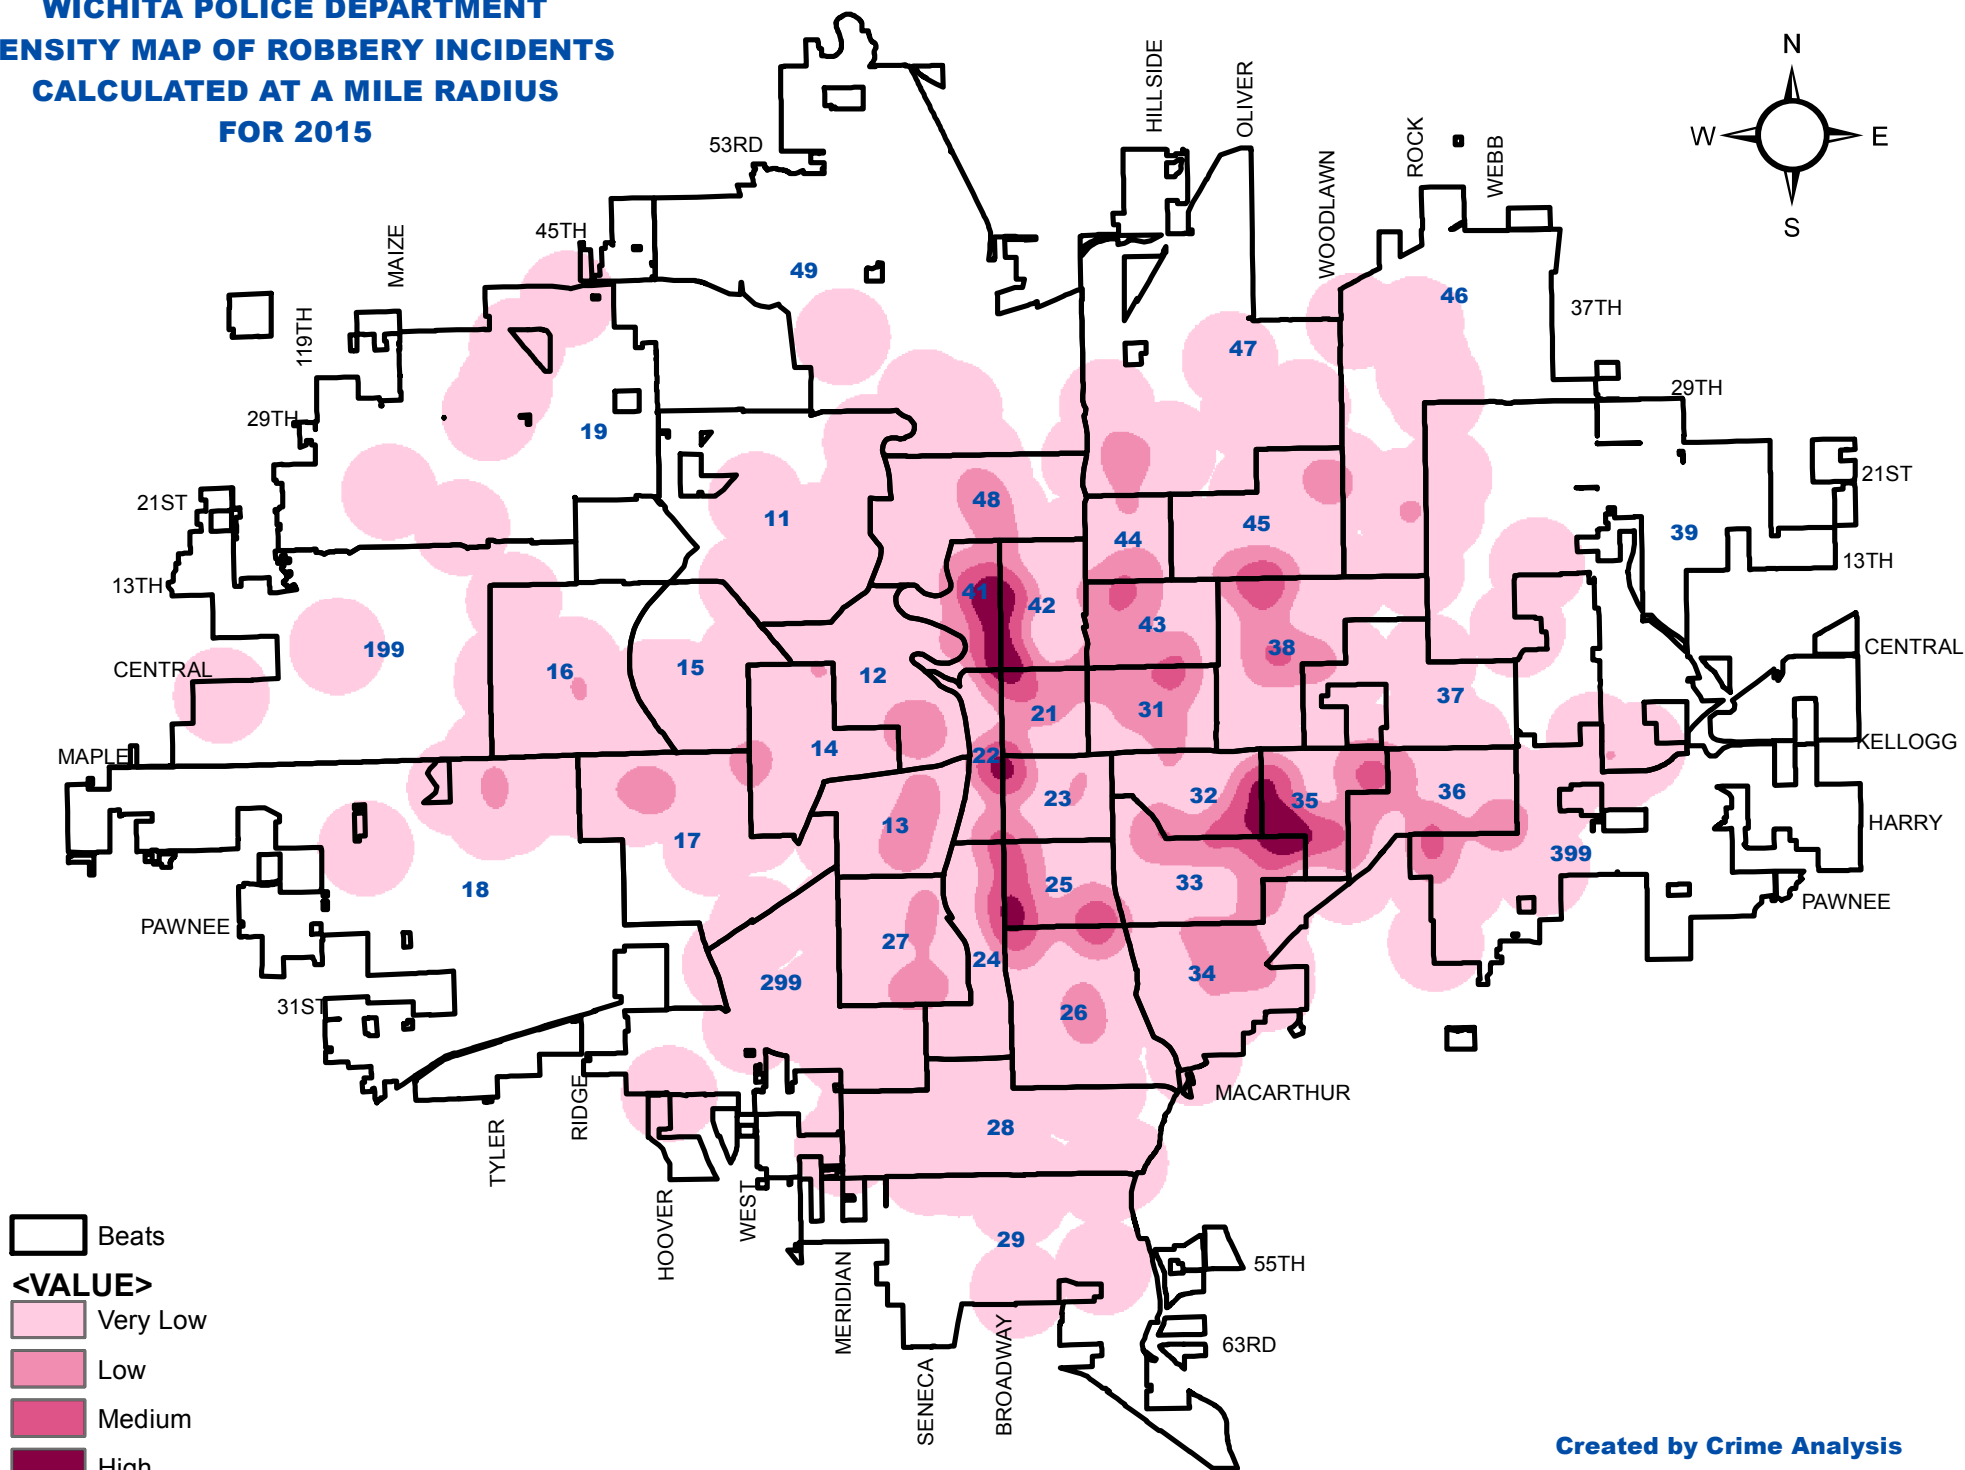 WICHITA POLICE DEPARTMENT
ENSITY MAP OF ROBBERY INCIDENTS
CALCULATED AT A MILE RADIUS
FOR 2015
N
W E
S
HILLSIDE
OLIVER
ROCK
WEBB
WOODLAWN
53RD
45TH
MAIZE
49
46
37TH
119TH
47
29TH
29TH
19
21ST
21ST
48
11
45
44
39
13TH
13TH
41
42
43
38
199
CENTRAL
CENTRAL
16
15
12
37
21
31
14
MAPLE
22
KELLOGG
23
32
35
36
13
HARRY
17
399
18
25
33
PAWNEE
PAWNEE
27
24
34
299
31ST
26
MACARTHUR
RIDGE
28
TYLER
HOOVER
WEST
29
55TH
MERIDIAN
63RD
SENECA
BROADWAY
Beats
<VALUE>
Very Low
Low
Medium
High
Created by Crime Analysis